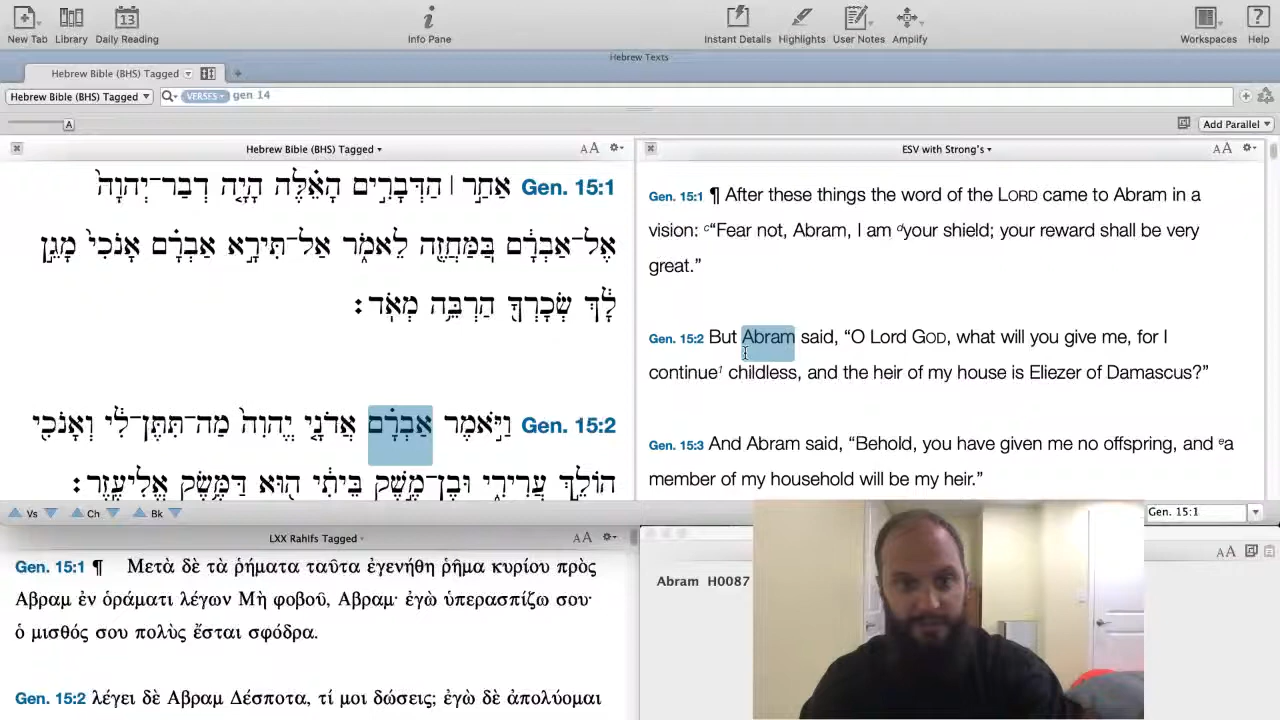 New Tab Library 13 Daily Reading Info Pane Instant Details Highlights User Notes Amplify Workspaces ? Help
Hebrew Texts
Hebrew Bible (BHS) Tagged
Hebrew Bible (BHS) Tagged VERSES gen 14
A Add Parallel
Hebrew Bible (BHS) Tagged AA
Gen. 15:1 אַחַ֣ר ׀ הַדְּבָרִ֣ים הָאֵ֗לֶּה הָיָ֤ה דְבַר־יְהוָה֙
אֶל־אַבְרָ֔ם בַּֽמַּחֲזֶ֖ה לֵאמֹ֑ר אַל־תִּירָ֣א אַבְרָ֗ם אָנֹכִי֙ מָגֵ֣ן
לָ֔ךְ שְׂכָרְךָ֖ הַרְבֵּ֥ה מְאֹֽד׃
Gen. 15:2 וַיֹּ֣אמֶר אַבְרָ֗ם אֲדֹנָ֤י יֱהוִה֙ מַה־תִּתֶּן־לִ֔י וְאָנֹכִ֖י
הוֹלֵ֣ךְ עֲרִירִ֑י וּבֶן־מֶ֣שֶׁק בֵּיתִ֔י ה֖וּא דַּמֶּ֥שֶׂק אֱלִיעֶֽזֶר׃
ESV with Strong's AA
Gen. 15:1 ¶ After these things the word of the LORD came to Abram in a
vision: c“Fear not, Abram, I am dyour shield; your reward shall be very
great.”
Gen. 15:2 But Abram said, “O Lord GOD, what will you give me, for I
continue1 childless, and the heir of my house is Eliezer of Damascus?”
Gen. 15:3 And Abram said, “Behold, you have given me no offspring, and ea
member of my household will be my heir.”
Vs Ch Bk Gen. 15:1
LXX Rahlfs Tagged AA
Gen. 15:1 ¶ Μετὰ δὲ τὰ ῥήματα ταῦτα ἐγενήθη ῥῆμα κυρίου πρὸς
Αβραμ ἐν ὁράματι λέγων Μὴ φοβοῦ, Αβραμ· ἐγὼ ὑπερασπίζω σου·
ὁ μισθός σου πολὺς ἔσται σφόδρα.
Gen. 15:2 λέγει δὲ Αβραμ Δέσποτα, τί μοι δώσεις; ἐγὼ δὲ ἀπολύομαι
AA
Abram H0087